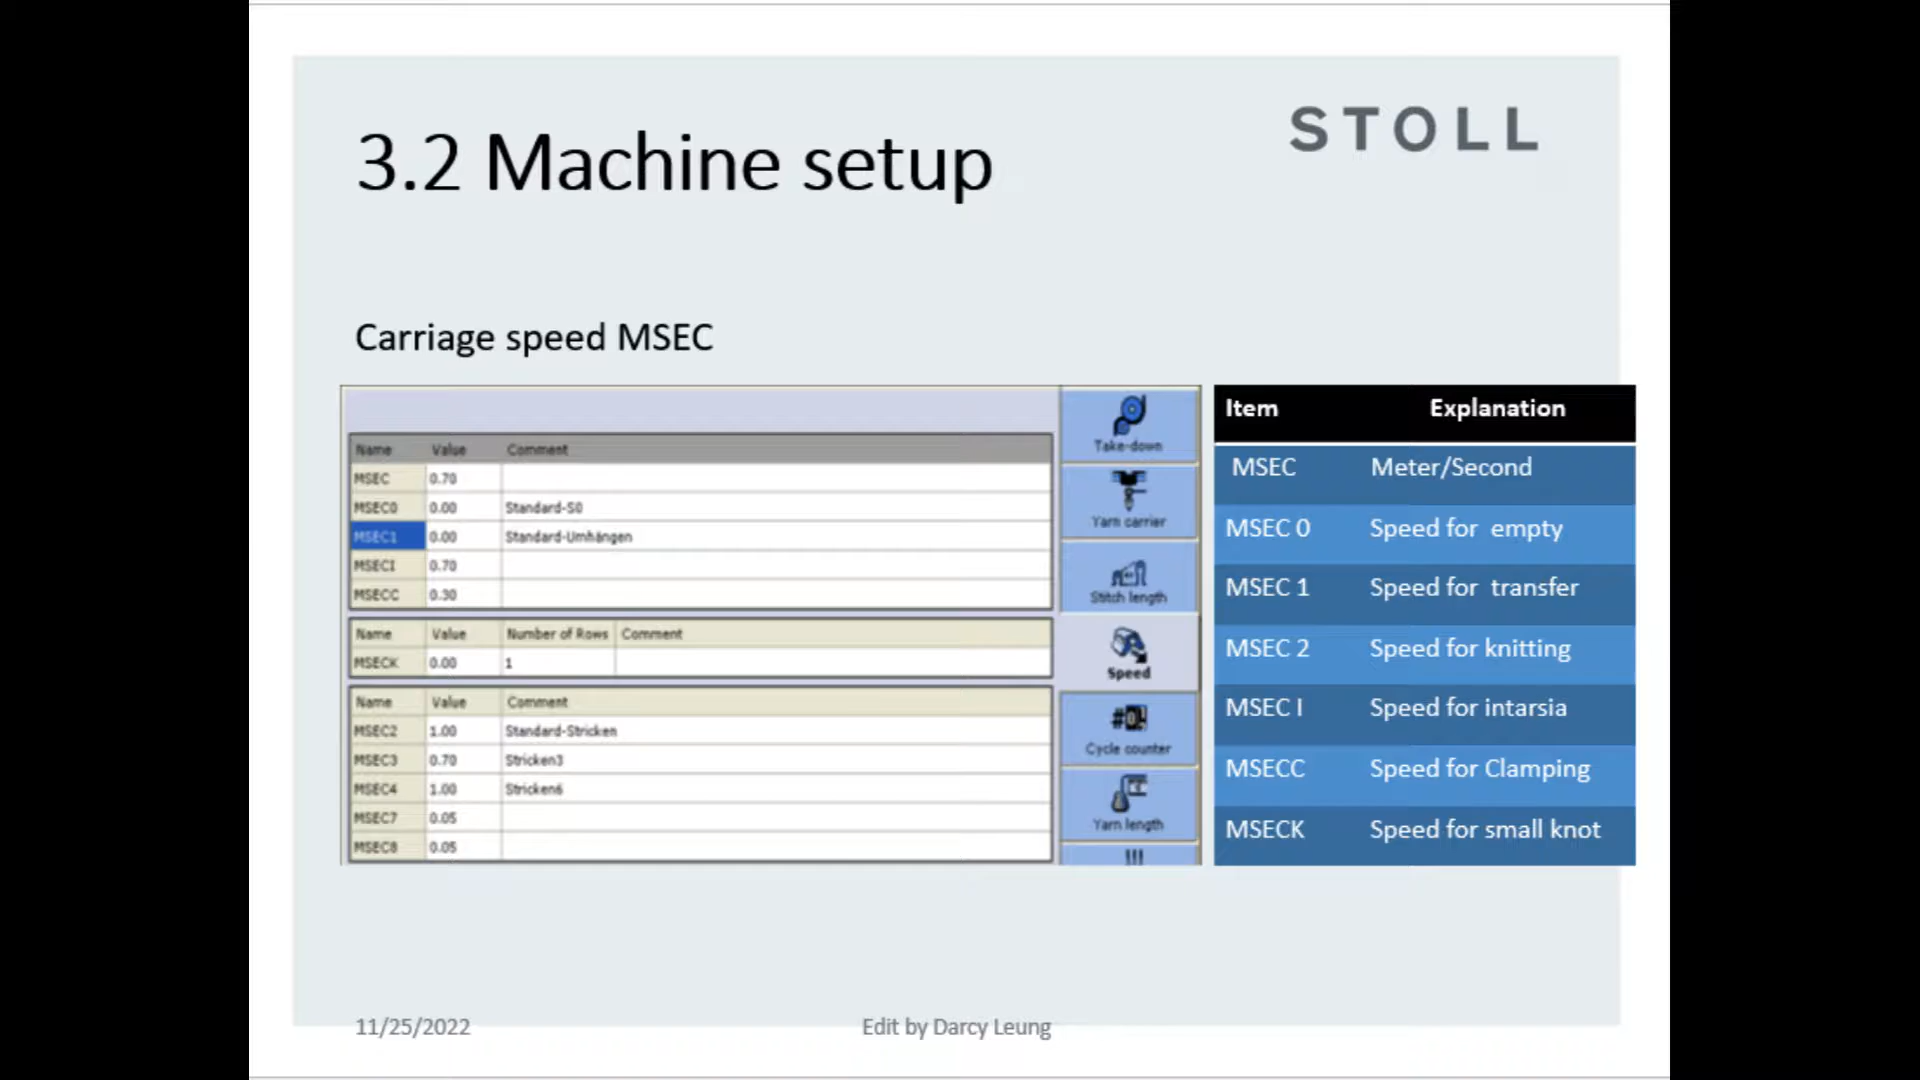 3.2 Machine setup
STOLL
Carriage speed MSEC
Name Value Comment
MSEC 0.70
MSEC0 0.00 Standard-S0
MSEC1 0.00 Standard-Umhängen
MSECI 0.70
MSECC 0.30
Name Value Number of Rows Comment
MSECK 0.00 1
Name Value Comment
MSEC2 1.00 Standard-Stricken
MSEC3 0.70 Stricken3
MSEC4 1.00 Stricken6
MSEC7 0.05
MSEC8 0.05
Take-down
Yarn carrier
Stitch length
Speed
Cycle counter
Yarn length
Item Explanation
MSEC Meter/Second
MSEC 0 Speed for empty
MSEC 1 Speed for transfer
MSEC 2 Speed for knitting
MSEC I Speed for intarsia
MSECC Speed for Clamping
MSECK Speed for small knot
11/25/2022
Edit by Darcy Leung